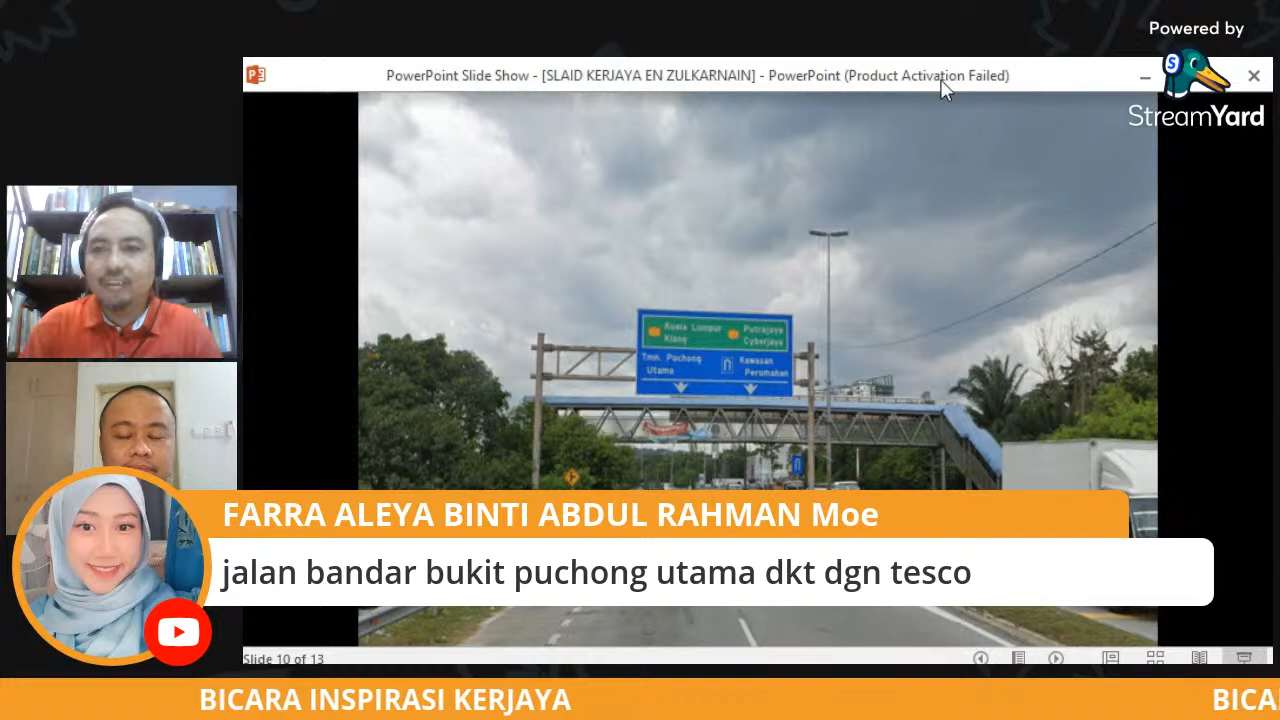 Powered by
StreamYard
PowerPoint Slide Show - [SLAID KERJAYA EN ZULKARNAIN] - PowerPoint (Product Activation Failed)
Kuala Lumpur
Klang
Putrajaya
Cyberjaya
Tmn. Puchong
Utama
Kawasan
Perumahan
FARRA ALEYA BINTI ABDUL RAHMAN Moe
jalan bandar bukit puchong utama dkt dgn tesco
Slide 10 of 13
BICARA INSPIRASI KERJAYA
BICA